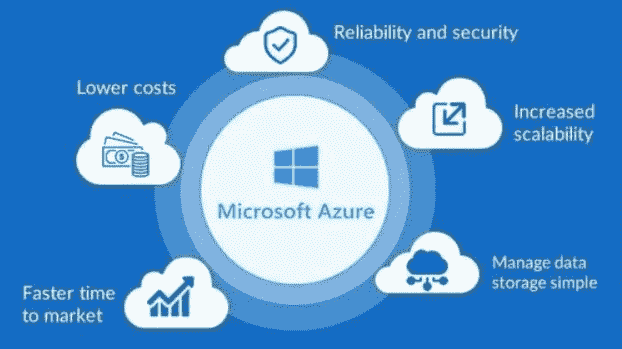 Reliability and security
Lower costs
Increased
scalability
Microsoft Azure
Manage data
storage simple
Faster time
to market